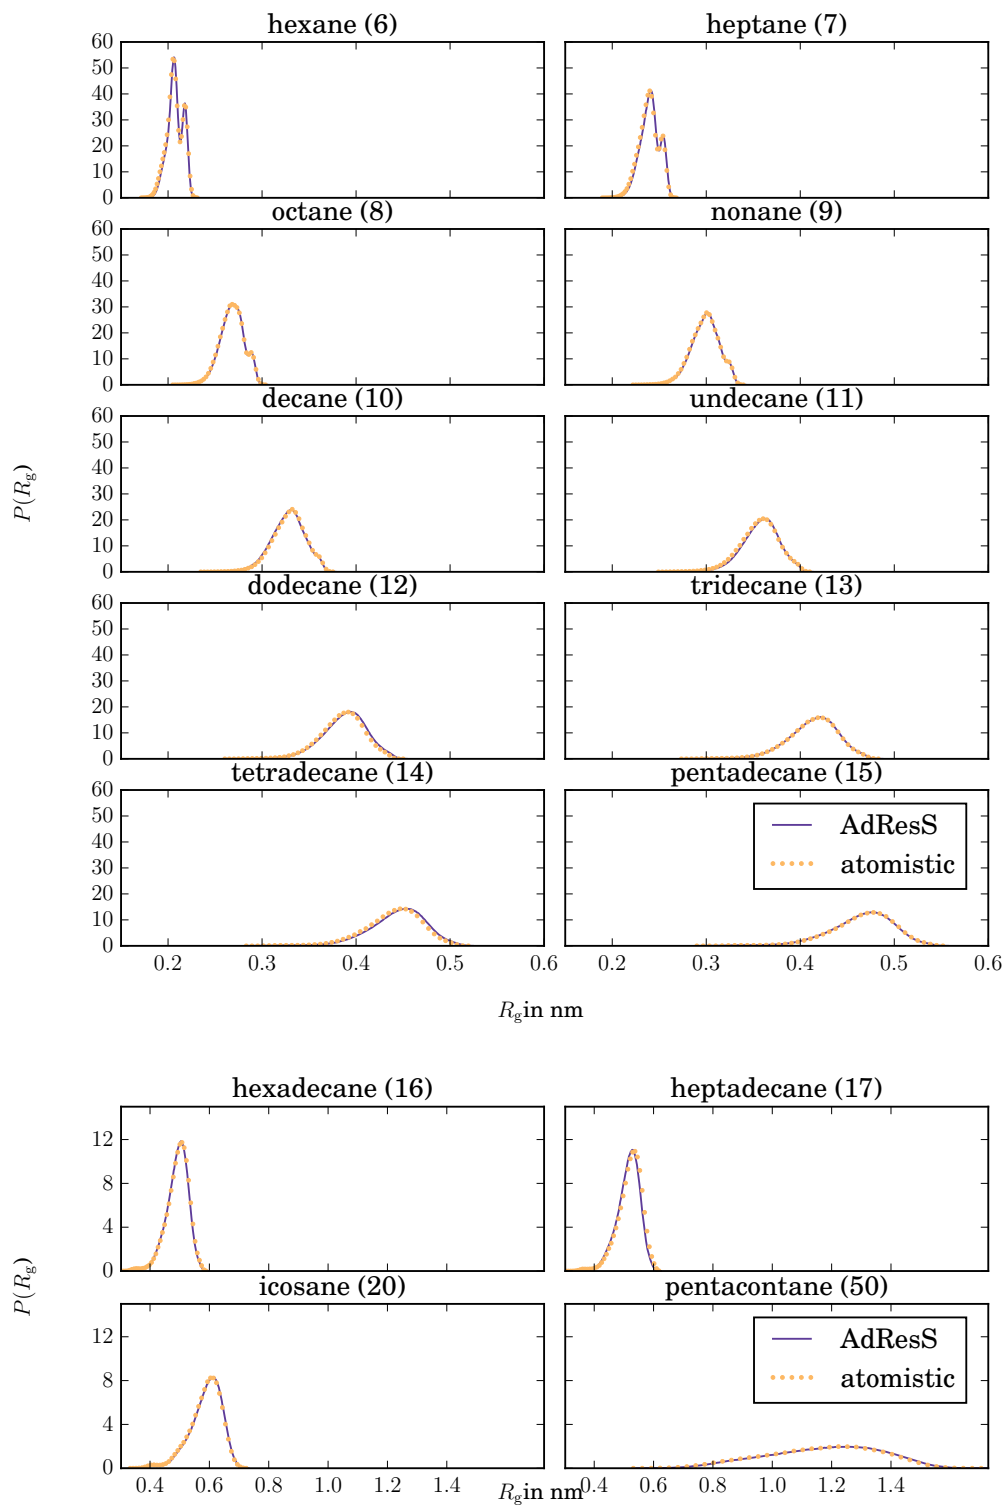 hexane (6) heptane (7)
60
50
40
30
20
10
0
octane (8) nonane (9)
60
50
40
30
20
10
0
decane (10) undecane (11)
60
50
40
30
20
10
0
P(Rg)
dodecane (12) tridecane (13)
60
50
40
30
20
10
0
tetradecane (14) pentadecane (15)
60
50
40
30
20
10
0
AdResS
atomistic
0.2 0.3 0.4 0.5 0.6 0.2 0.3 0.4 0.5 0.6
Rg in nm
hexadecane (16) heptadecane (17)
12
8
4
0
P(Rg)
icosane (20) pentacontane (50)
12
8
4
0
AdResS
atomistic
0.4 0.6 0.8 1.0 1.2 1.4 0.4 0.6 0.8 1.0 1.2 1.4
Rg in nm